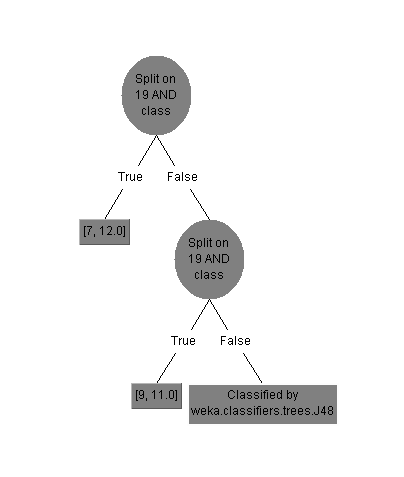 Split on
19 AND
class
True
False
[7, 12.0]
Split on
19 AND
class
True
False
[9, 11.0]
Classified by
weka.classifiers.trees.J48